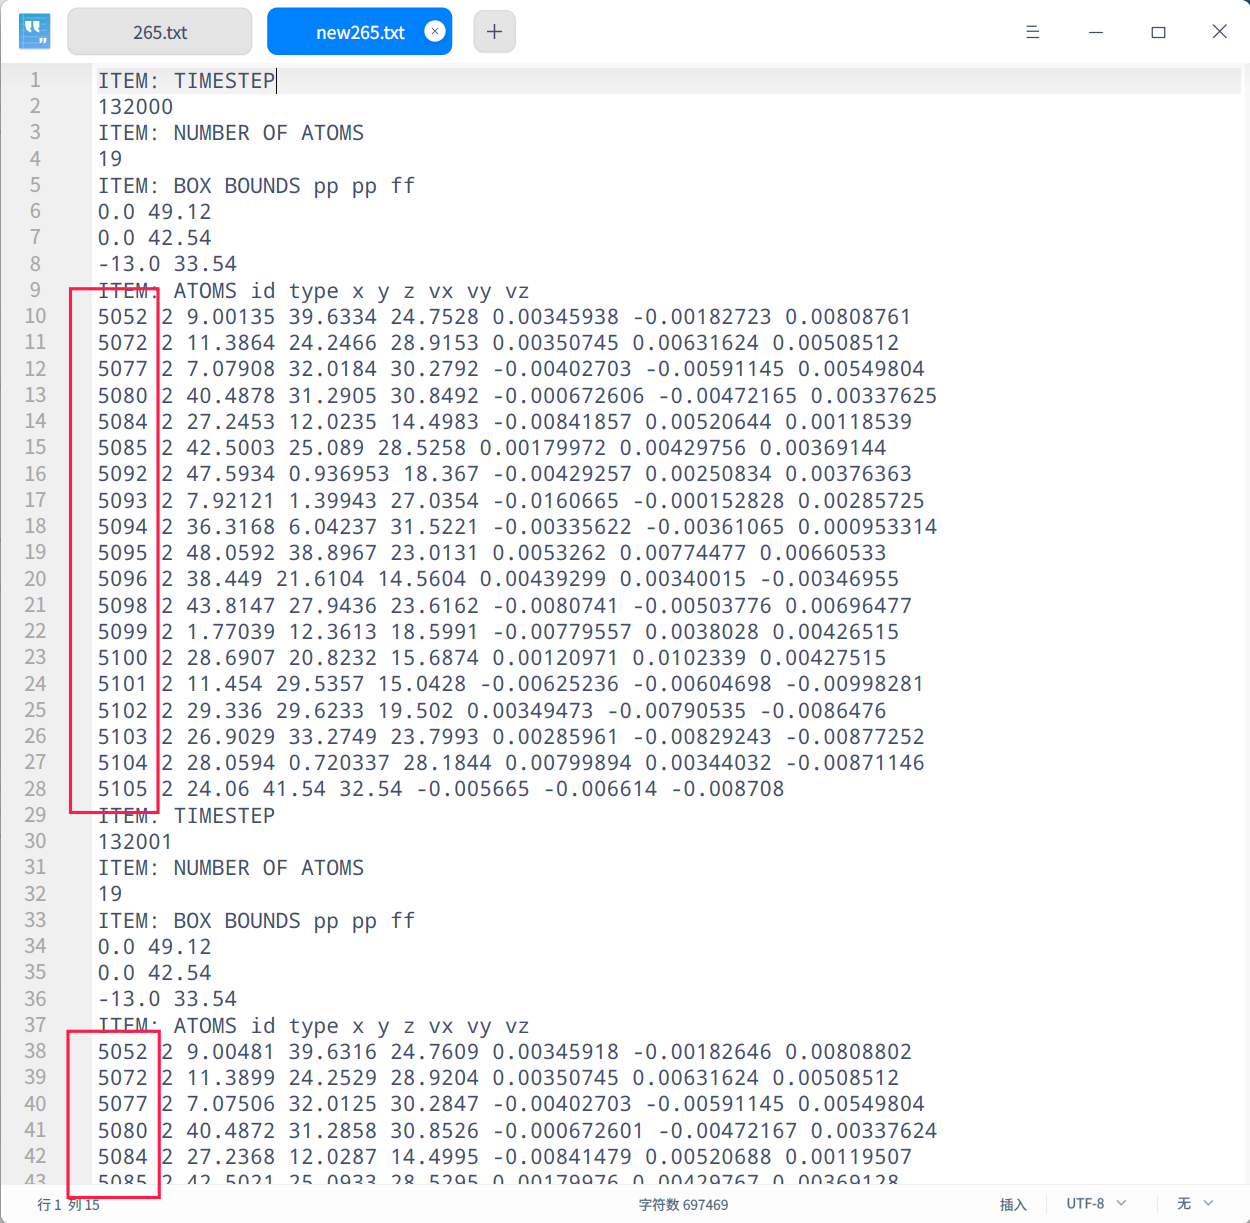 265.txt
new265.txt
1 ITEM: TIMESTEP
2 132000
3 ITEM: NUMBER OF ATOMS
4 19
5 ITEM: BOX BOUNDS pp pp ff
6 0.0 49.12
7 0.0 42.54
8 -13.0 33.54
9 ITEM: ATOMS id type x y z vx vy vz
10 5052 2 9.00135 39.6334 24.7528 0.00345938 -0.00182723 0.00808761
11 5072 2 11.3864 24.2466 28.9153 0.00350745 0.00631624 0.00508512
12 5077 2 7.07908 32.0184 30.2792 -0.00402703 -0.00591145 0.00549804
13 5080 2 40.4878 31.2905 30.8492 -0.000672606 -0.00472165 0.00337625
14 5084 2 27.2453 12.0235 14.4983 -0.00841857 0.00520644 0.00118539
15 5085 2 42.5003 25.089 28.5258 0.00179972 0.00429756 0.00369144
16 5092 2 47.5934 0.936953 18.367 -0.00429257 0.00250834 0.00376363
17 5093 2 7.92121 1.39943 27.0354 -0.0160665 -0.000152828 0.00285725
18 5094 2 36.3168 6.04237 31.5221 -0.00335622 -0.00361065 0.000953314
19 5095 2 48.0592 38.8967 23.0131 0.0053262 0.00774477 0.00660533
20 5096 2 38.449 21.6104 14.5604 0.00439299 0.00340015 -0.00346955
21 5098 2 43.8147 27.9436 23.6162 -0.0080741 -0.00503776 0.00696477
22 5099 2 1.77039 12.3613 18.5991 -0.00779557 0.0038028 0.00426515
23 5100 2 28.6907 20.8232 15.6874 0.00120971 0.0102339 0.00427515
24 5101 2 11.454 29.5357 15.0428 -0.00625236 -0.00604698 -0.00998281
25 5102 2 29.336 29.6233 19.502 0.00349473 -0.00790535 -0.0086476
26 5103 2 26.9029 33.2749 23.7993 0.00285961 -0.00829243 -0.00877252
27 5104 2 28.0594 0.720337 28.1844 0.00799894 0.00344032 -0.00871146
28 5105 2 24.06 41.54 32.54 -0.005665 -0.006614 -0.008708
29 ITEM: TIMESTEP
30 132001
31 ITEM: NUMBER OF ATOMS
32 19
33 ITEM: BOX BOUNDS pp pp ff
34 0.0 49.12
35 0.0 42.54
36 -13.0 33.54
37 ITEM: ATOMS id type x y z vx vy vz
38 5052 2 9.00481 39.6316 24.7609 0.00345918 -0.00182646 0.00808802
39 5072 2 11.3899 24.2529 28.9204 0.00350745 0.00631624 0.00508512
40 5077 2 7.07506 32.0125 30.2847 -0.00402703 -0.00591145 0.00549804
41 5080 2 40.4872 31.2858 30.8526 -0.000672601 -0.00472167 0.00337624
42 5084 2 27.2368 12.0287 14.4995 -0.00841479 0.00520688 0.00119507
43 5085 2 42.5021 25.0933 28.5295 0.00179976 0.00429767 0.00369128
行 1 列 15
字符数 697469
插入
UTF-8
无